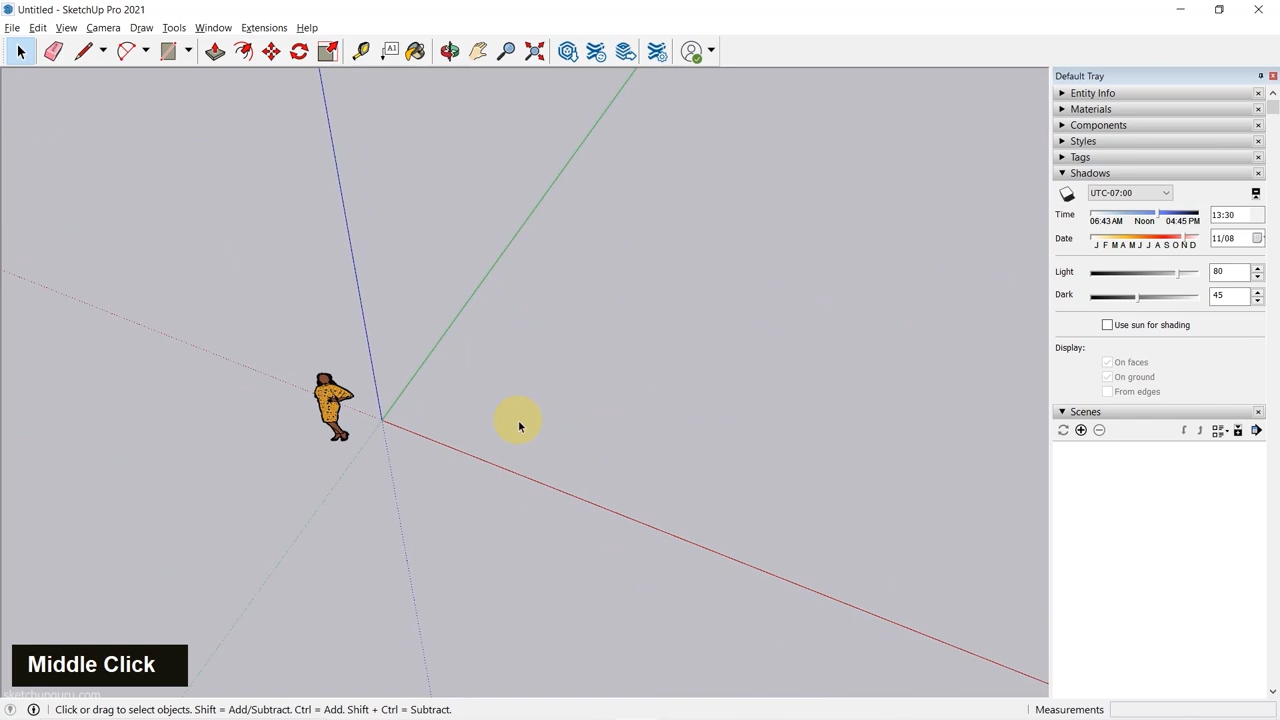 Untitled - SketchUp Pro 2021
File Edit View Camera Draw Tools Window Extensions Help
A1
Default Tray
Entity Info
Materials
Components
Styles
Tags
Shadows
UTC-07:00
Time 13:30
06:43 AM Noon 04:45 PM
Date 11/08
J F M A M J J A S O N D
Light 80
Dark 45
Use sun for shading
Display:
On faces
On ground
From edges
Scenes
Middle Click
sketchupguru.com
Click or drag to select objects. Shift = Add/Subtract. Ctrl = Add. Shift + Ctrl = Subtract.
Measurements